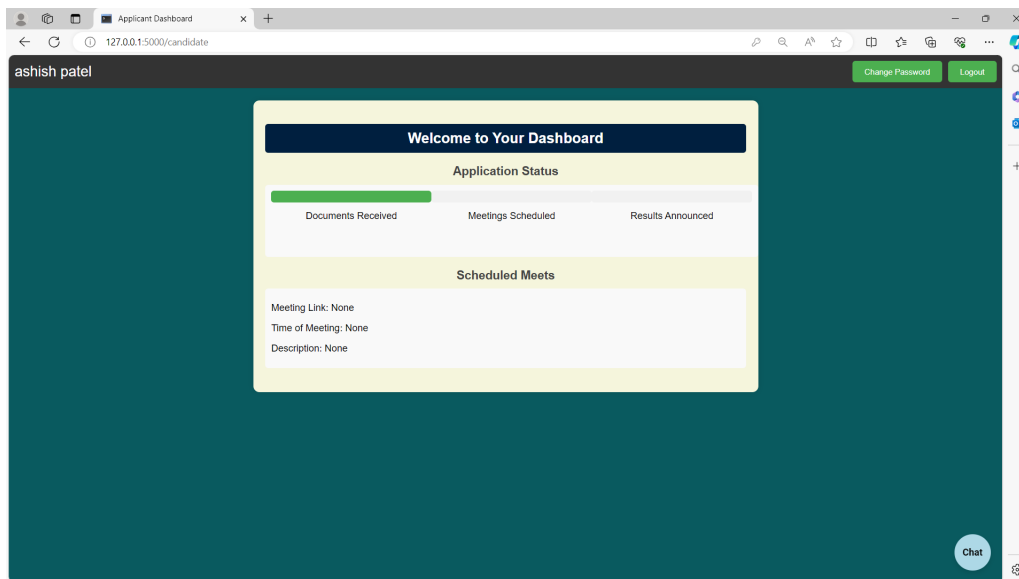 Applicant Dashboard
127.0.0.1:5000/candidate
ashish patel
Change Password
Logout
Welcome to Your Dashboard
Application Status
Documents Received Meetings Scheduled Results Announced
Scheduled Meets
Meeting Link: None
Time of Meeting: None
Description: None
Chat